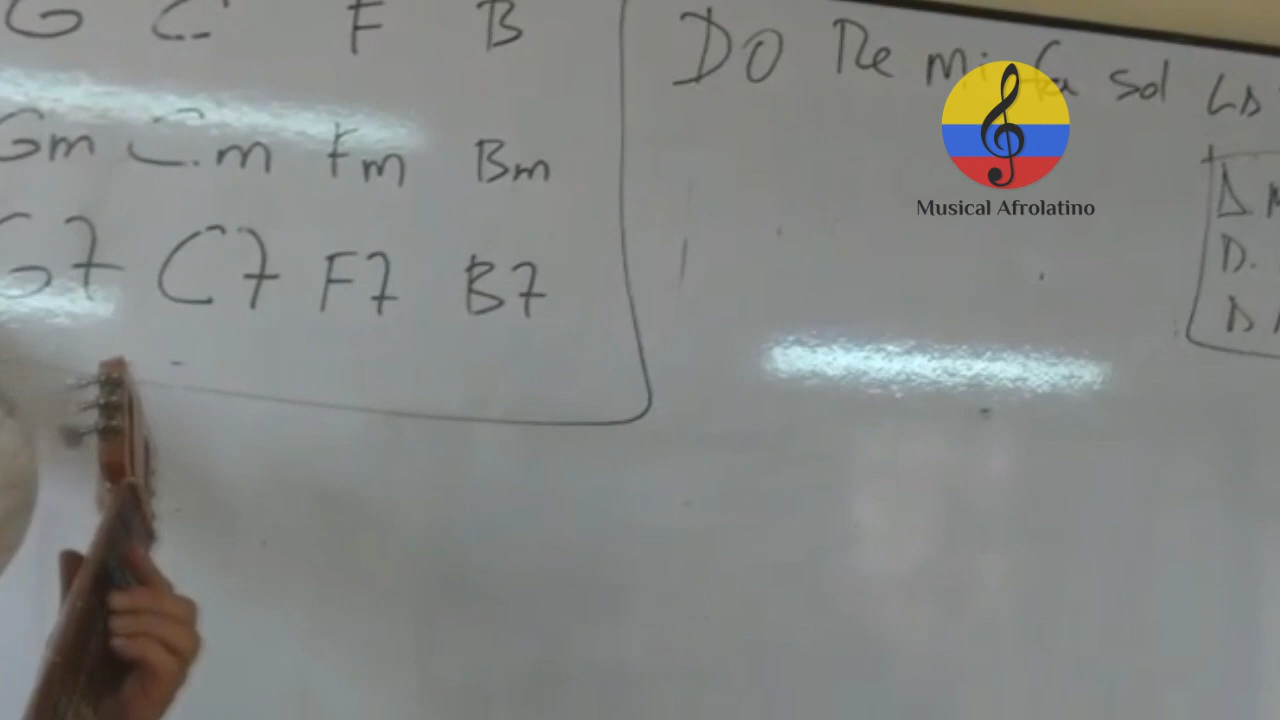 G C F B
Gm Cm Fm Bm
G7 C7 F7 B7
DO Re mi fa sol La
Musical Afrolatino